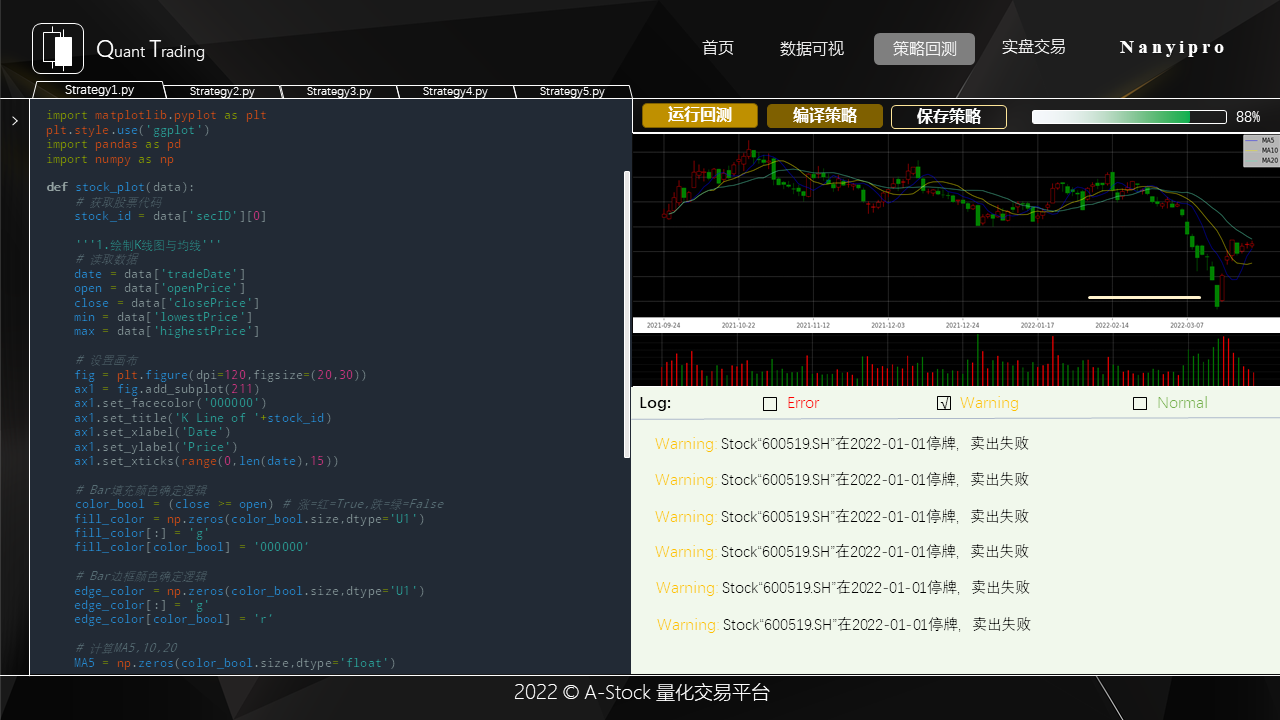 Quant Trading
首页
数据可视
策略回测
实盘交易
Nanyipro
Strategy1.py
Strategy2.py
Strategy3.py
Strategy4.py
Strategy5.py
import matplotlib.pyplot as plt
plt.style.use('ggplot')
import pandas as pd
import numpy as np
def stock_plot(data):
# 获取股票代码
stock_id = data['secID'][0]
'''1.绘制K线图与均线'''
# 读取数据
date = data['tradeDate']
open = data['openPrice']
close = data['closePrice']
min = data['lowestPrice']
max = data['highestPrice']
# 设置画布
fig = plt.figure(dpi=120,figsize=(20,30))
ax1 = fig.add_subplot(211)
ax1.set_facecolor('000000')
ax1.set_title('K Line of '+stock_id)
ax1.set_xlabel('Date')
ax1.set_ylabel('Price')
ax1.set_xticks(range(0,len(date),15))
# Bar填充颜色确定逻辑
color_bool = (close >= open) # 涨=红=True,跌=绿=False
fill_color = np.zeros(color_bool.size,dtype='U1')
fill_color[:] = 'g'
fill_color[color_bool] = '000000'
# Bar边框颜色确定逻辑
edge_color = np.zeros(color_bool.size,dtype='U1')
edge_color[:] = 'g'
edge_color[color_bool] = 'r'
# 计算MA5,10,20
MA5 = np.zeros(color_bool.size,dtype='float')
运行回测
编译策略
保存策略
88%
MA5
MA10
MA20
2021-09-24
2021-10-22
2021-11-12
2021-12-03
2021-12-24
2022-01-17
2022-02-14
2022-03-07
Log:
Error
Warning
Normal
Warning: Stock“600519.SH”在2022-01-01停牌，卖出失败
Warning: Stock“600519.SH”在2022-01-01停牌，卖出失败
Warning: Stock“600519.SH”在2022-01-01停牌，卖出失败
Warning: Stock“600519.SH”在2022-01-01停牌，卖出失败
Warning: Stock“600519.SH”在2022-01-01停牌，卖出失败
Warning: Stock“600519.SH”在2022-01-01停牌，卖出失败
2022 © A-Stock 量化交易平台